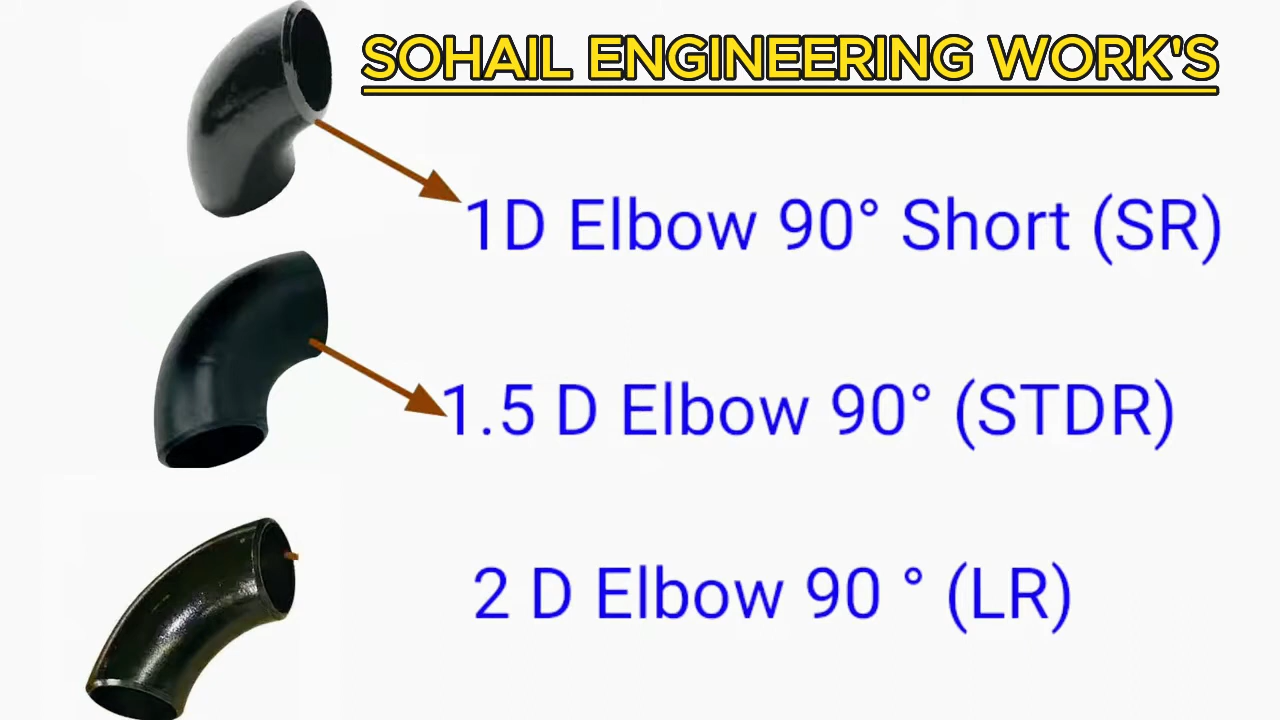 SOHAIL ENGINEERING WORK'S
1D Elbow 90° Short (SR)
1.5 D Elbow 90° (STDR)
2 D Elbow 90 ° (LR)